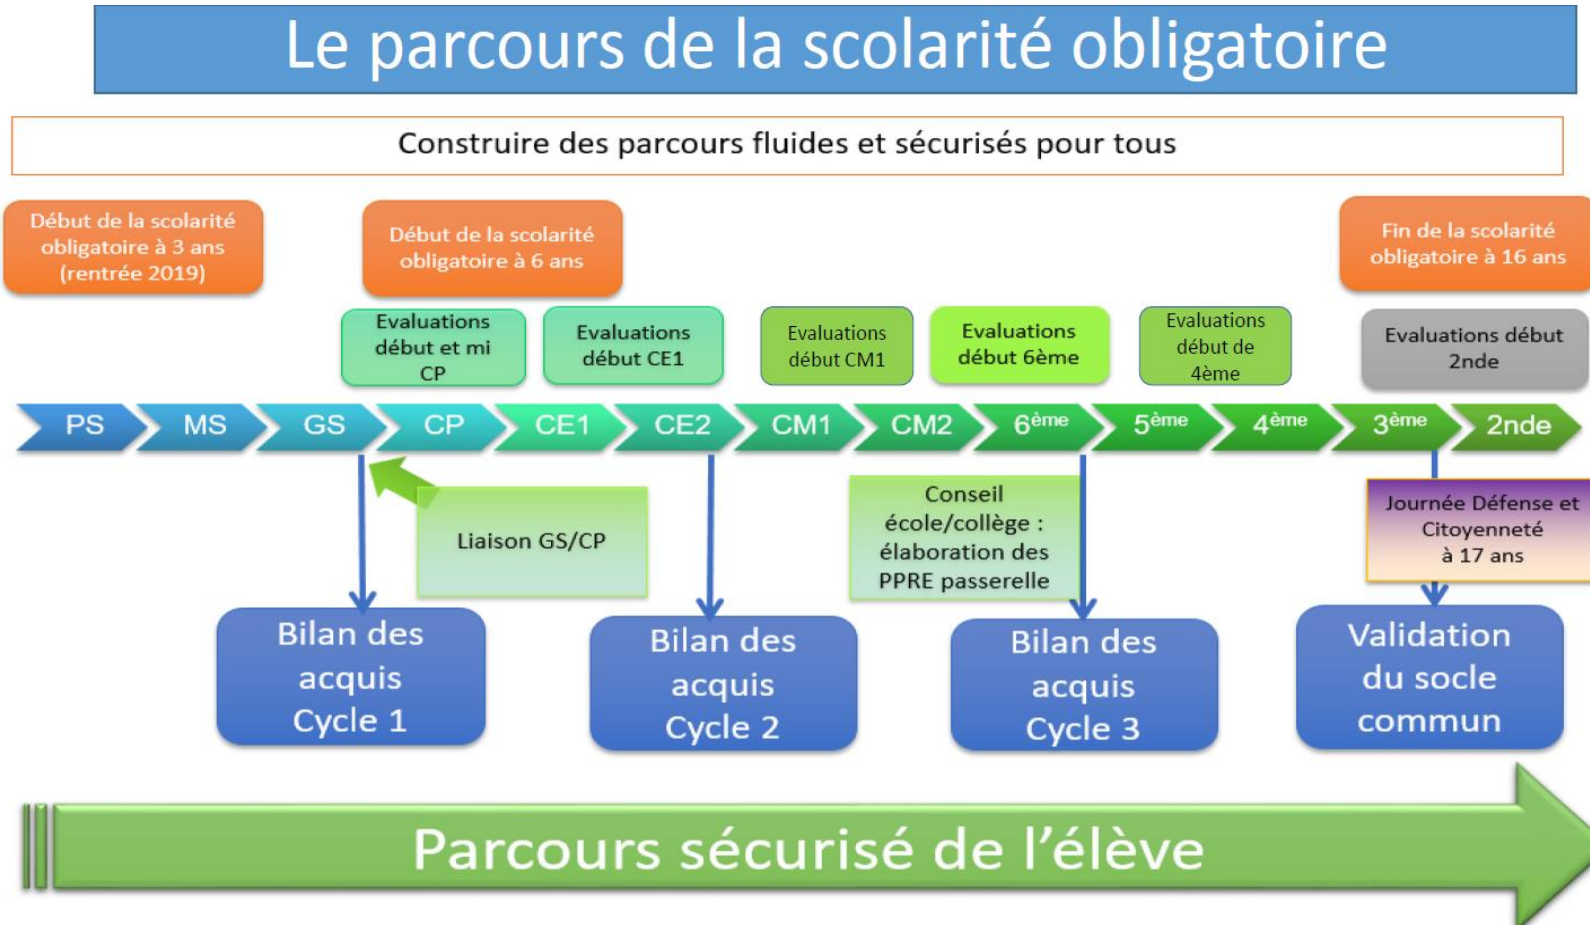 Le parcours de la scolarité obligatoire
Construire des parcours fluides et sécurisés pour tous
Début de la scolarité
obligatoire à 3 ans
(rentrée 2019)
Début de la scolarité
obligatoire à 6 ans
Fin de la scolarité
obligatoire à 16 ans
Evaluations
début et mi
CP
Evaluations
début CE1
Evaluations
début CM1
Evaluations
début 6ème
Evaluations
début de
4ème
Evaluations début
2nde
PS
MS
GS
CP
CE1
CE2
CM1
CM2
6ème
5ème
4ème
3ème
2nde
Liaison GS/CP
Conseil
école/collège :
élaboration des
PPRE passerelle
Journée Défense et
Citoyenneté
à 17 ans
Bilan des
acquis
Cycle 1
Bilan des
acquis
Cycle 2
Bilan des
acquis
Cycle 3
Validation
du socle
commun
Parcours sécurisé de l'élève